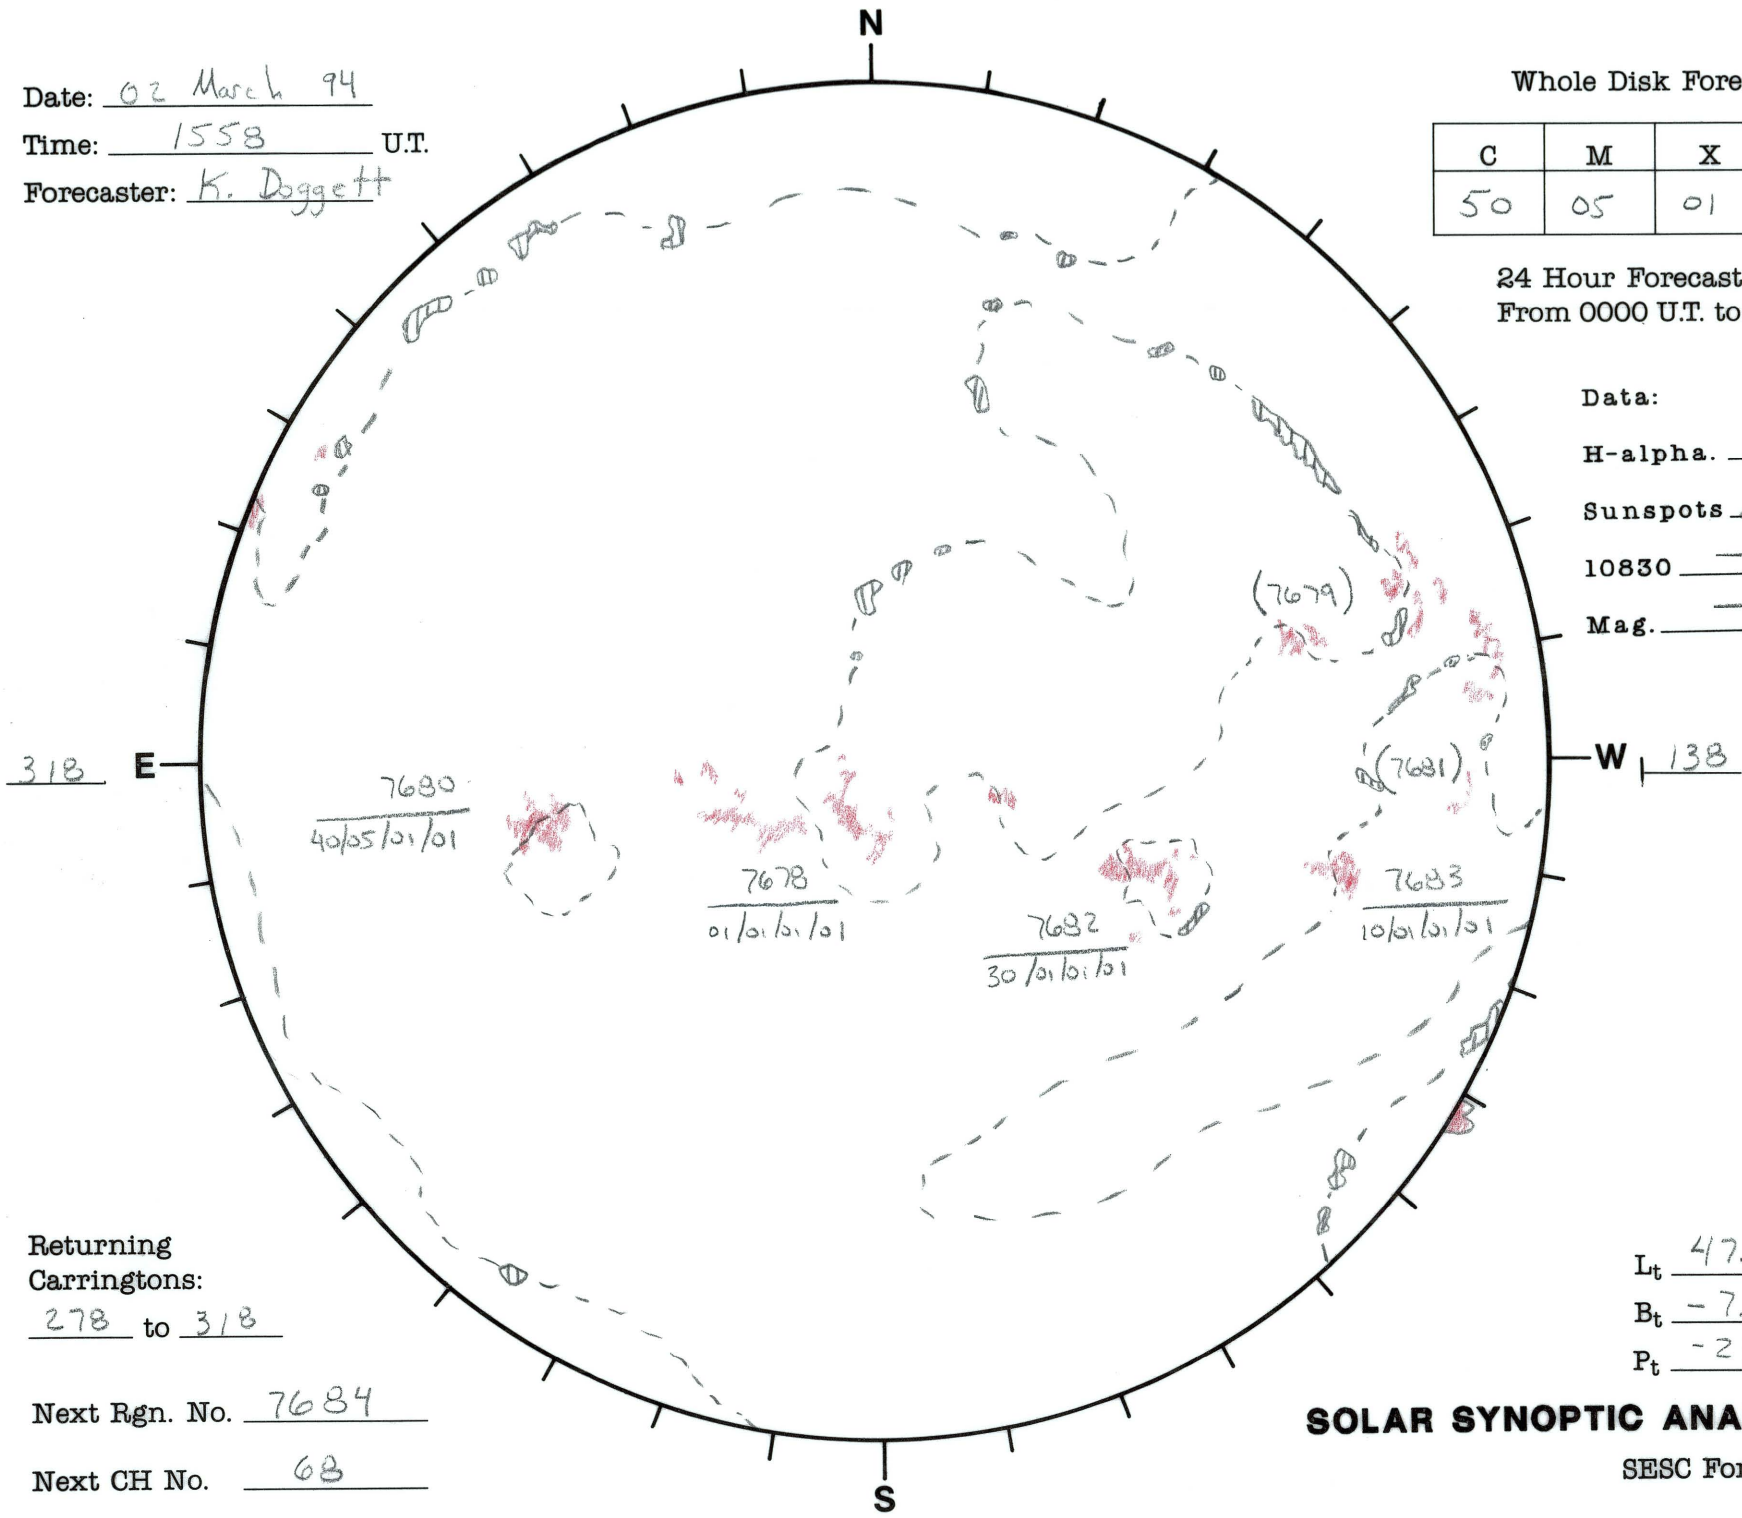 N
Date: 02 March 94
Time: 1558 U.T.
Forecaster: K. Doggett
Whole Disk Fore
C M X
50 05 01
24 Hour Forecast
From 0000 U.T. to
Data:
H-alpha.
Sunspots
10830
Mag.
(7679)
318 E
W 138
(7681)
7680
40/05/01/01
7678
01/01/01/01
7682
30/01/01/01
7683
10/01/01/01
Returning
Carringtons:
278 to 318
Next Rgn. No. 7684
Next CH No. 68
Lt 47.
Bt -7.
Pt -2
SOLAR SYNOPTIC ANA
SESC For
S